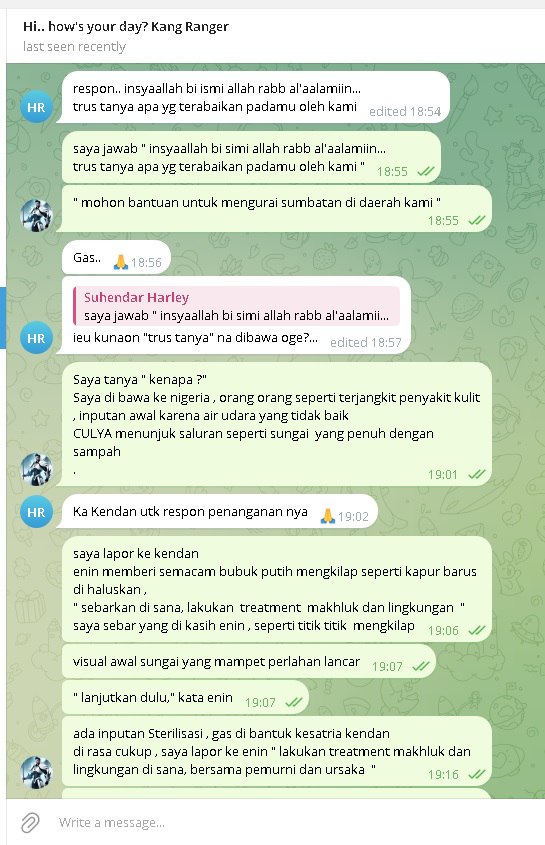 Hi.. how's your day? Kang Ranger
last seen recently
respon.. insyaallah bi ismi allah rabb al'aalamiin...
trus tanya apa yg terabaikan padamu oleh kami
edited 18:54
HR
saya jawab " insyaallah bi simi allah rabb al'aalamiin...
trus tanya apa yg terabaikan padamu oleh kami "
18:55
" mohon bantuan untuk mengurai sumbatan di daerah kami "
18:55
Gas.. 🙏 18:56
Suhendar Harley
saya jawab " insyaallah bi simi allah rabb al'aalamii...
ieu kunaon "trus tanya" na dibawa oge?...
edited 18:57
HR
Saya tanya " kenapa ?"
Saya di bawa ke nigeria , orang orang seperti terjangkit penyakit kulit
, inputan awal karena air udara yang tidak baik
CULYA menunjuk saluran seperti sungai  yang penuh dengan
sampah
.
19:01
HR
Ka Kendan utk respon penanganan nya 🙏 19:02
saya lapor ke kendan
enin memberi semacam bubuk putih mengkilap seperti kapur barus
di haluskan ,
" sebarkan di sana, lakukan  treatment  makhluk dan lingkungan  "
saya sebar yang di kasih enin , seperti titik titik  mengkilap
19:06
visual awal sungai yang mampet perlahan lancar
19:07
" lanjutkan dulu," kata enin
19:07
ada inputan Sterilisasi , gas di bantuk kesatria kendan
di rasa cukup , saya lapor ke enin " lakukan treatment makhluk dan
lingkungan di sana, bersama pemurni dan ursaka  "
19:16
Write a message...